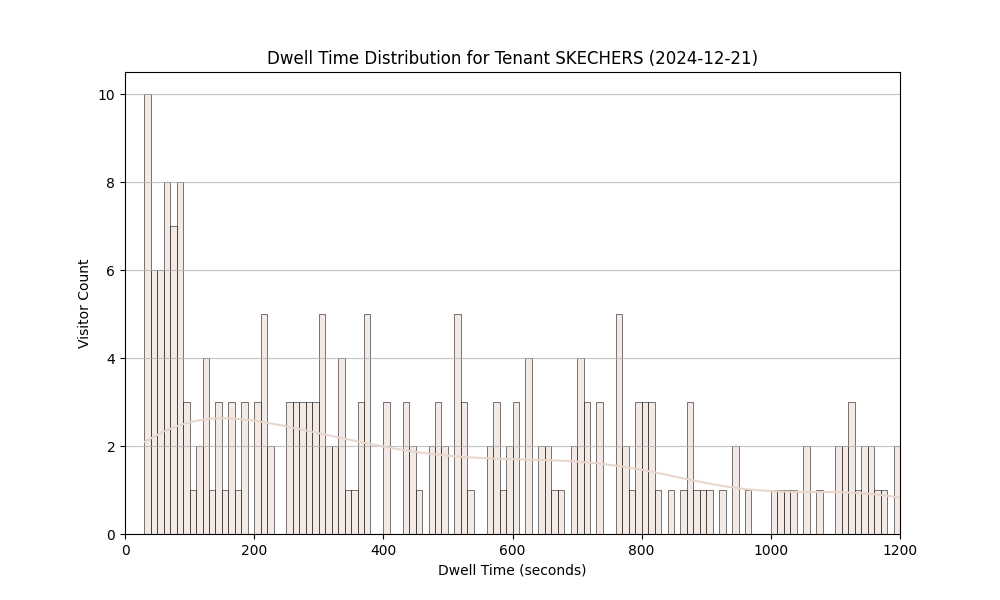 Dwell Time Distribution for Tenant SKECHERS (2024-12-21)
10
8
6
4
2
0
Visitor Count
0 200 400 600 800 1000 1200
Dwell Time (seconds)